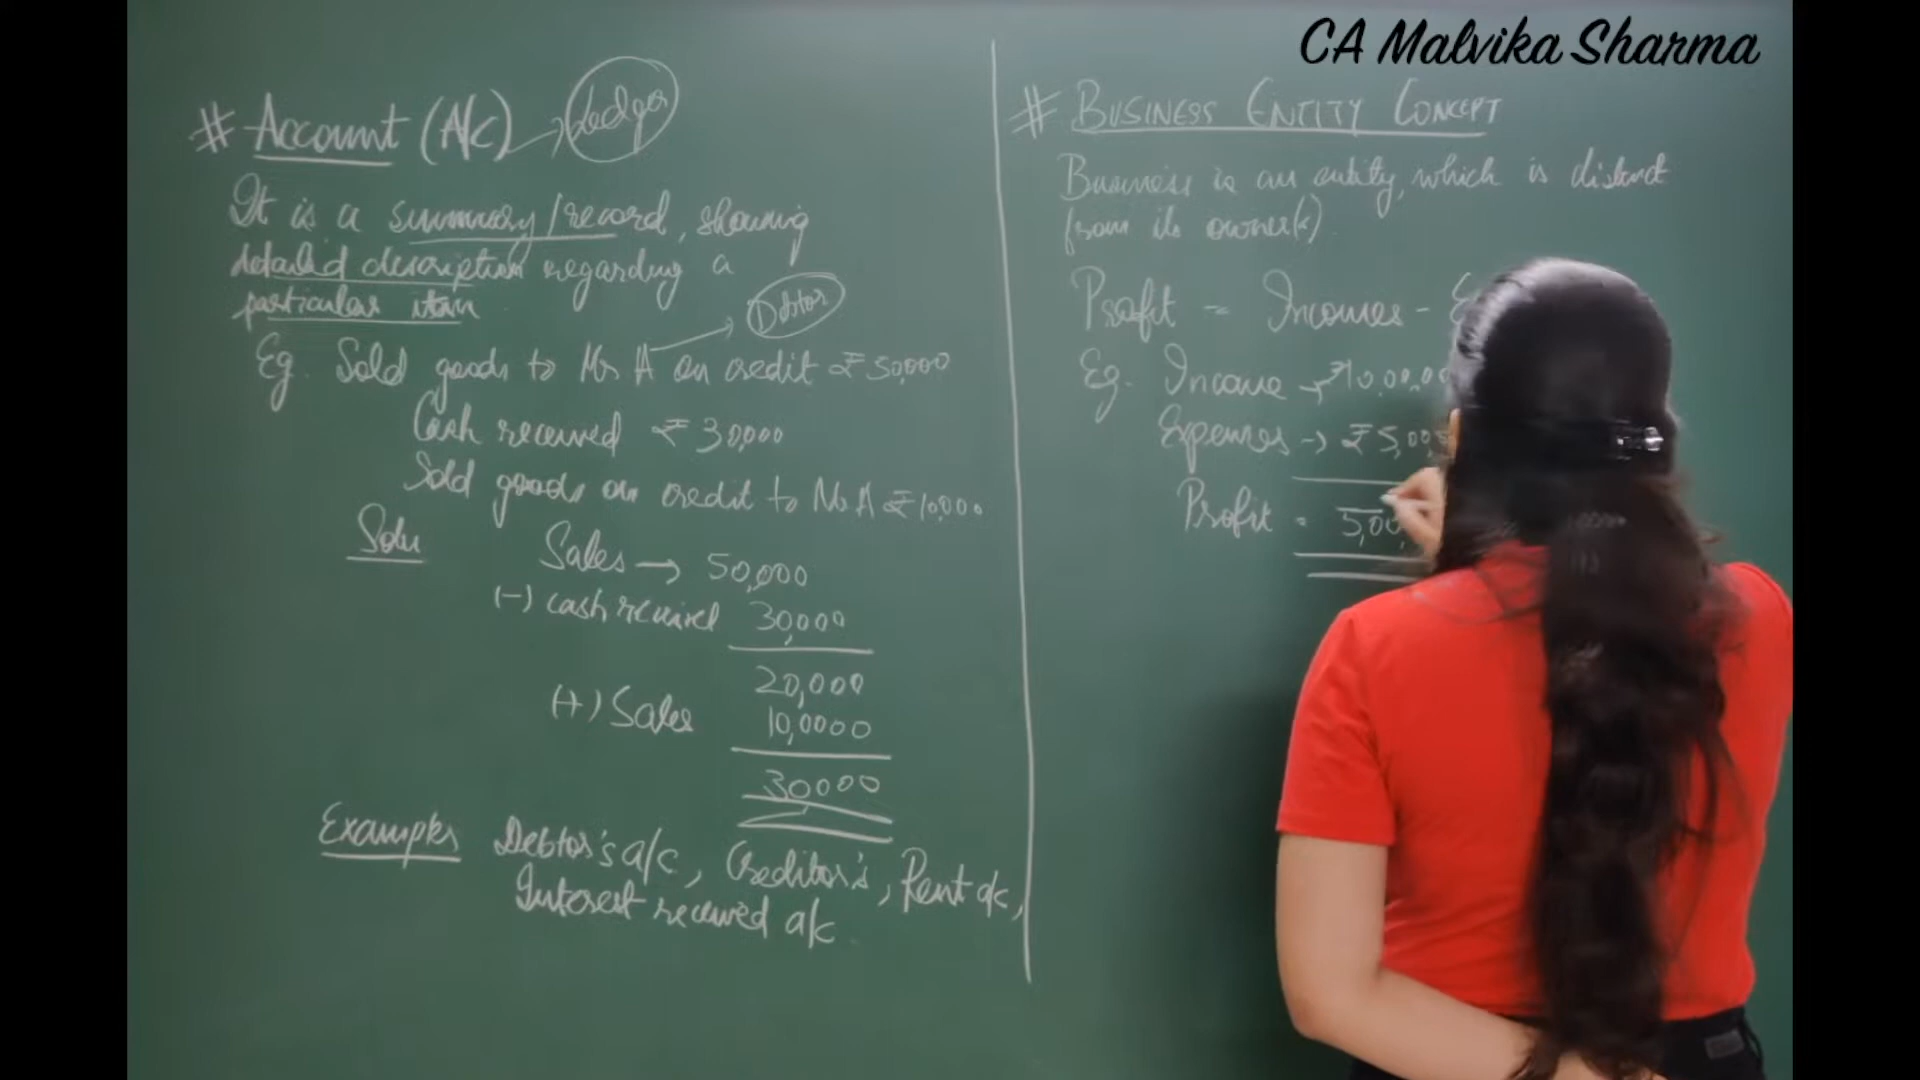 CA Malvika Sharma
# Account (A/c) → Ledger
It is a summary/record, showing
detailed description regarding a
particular item
Debtor
Eg. Sold goods to Mr A on credit ₹ 50,000
Cash received ₹ 30,000
Sold goods on credit to Mr A ₹ 10,000
Soln
Sales → 50,000
(-) cash received 30,000
20,000
(+) Sales 10,0000
30000
Examples Debtor's a/c, Creditor's, Rent a/c,
Interest received a/c
# BUSINESS ENTITY CONCEPT
Business is an entity, which is distinct
from its owner(s)
Profit = Incomes -
Eg. Income → ₹10,00,00
Expenses → ₹ 5,00
Profit = 5,00